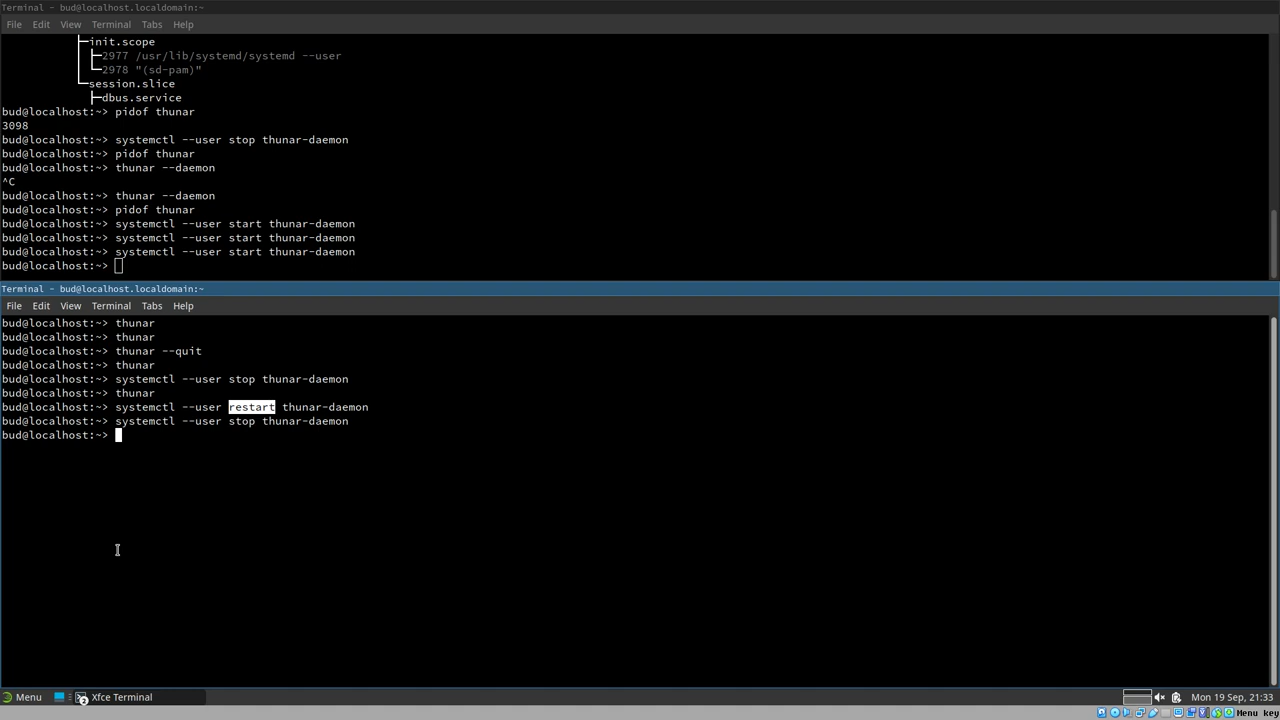 Terminal - bud@localhost.localdomain:~
File Edit View Terminal Tabs Help
├─init.scope
├─2977 /usr/lib/systemd/systemd --user
└─2978 "(sd-pam)"
└─session.slice
├─dbus.service
bud@localhost:~> pidof thunar
3098
bud@localhost:~> systemctl --user stop thunar-daemon
bud@localhost:~> pidof thunar
bud@localhost:~> thunar --daemon
^C
bud@localhost:~> thunar --daemon
bud@localhost:~> pidof thunar
bud@localhost:~> systemctl --user start thunar-daemon
bud@localhost:~> systemctl --user start thunar-daemon
bud@localhost:~> systemctl --user start thunar-daemon
bud@localhost:~>
Terminal - bud@localhost.localdomain:~
File Edit View Terminal Tabs Help
bud@localhost:~> thunar
bud@localhost:~> thunar
bud@localhost:~> thunar --quit
bud@localhost:~> thunar
bud@localhost:~> systemctl --user stop thunar-daemon
bud@localhost:~> thunar
bud@localhost:~> systemctl --user restart thunar-daemon
bud@localhost:~> systemctl --user stop thunar-daemon
bud@localhost:~>
Menu 2 Xfce Terminal Mon 19 Sep, 21:33
Menu key